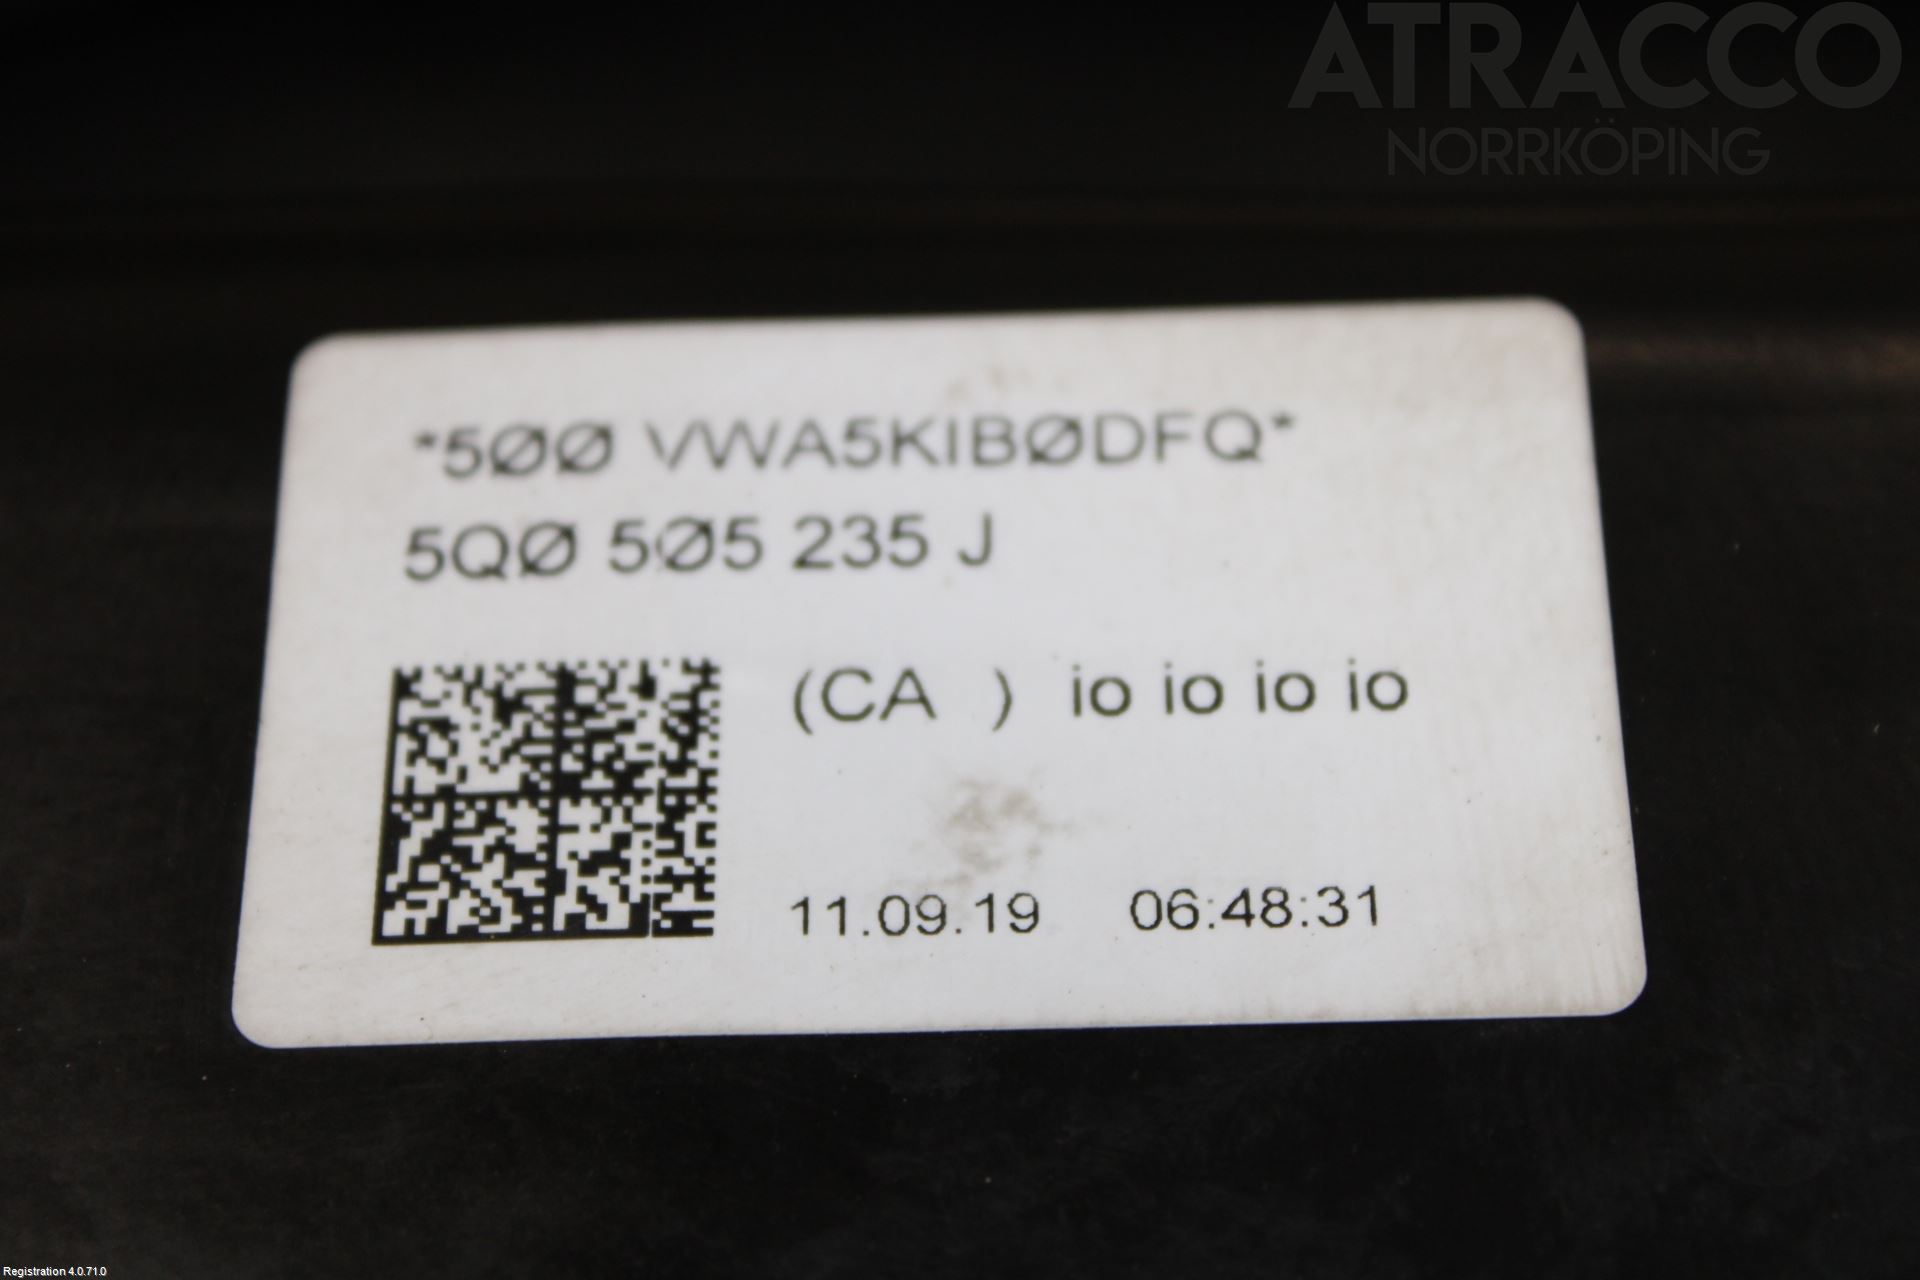 ATRACCO
NORRKÖPING
*5ØØ VWA5KIBØDFQ*
5QØ 5Ø5 235 J
(CA ) io io io io
11.09.19 06:48:31
Registration 4.0.71.0